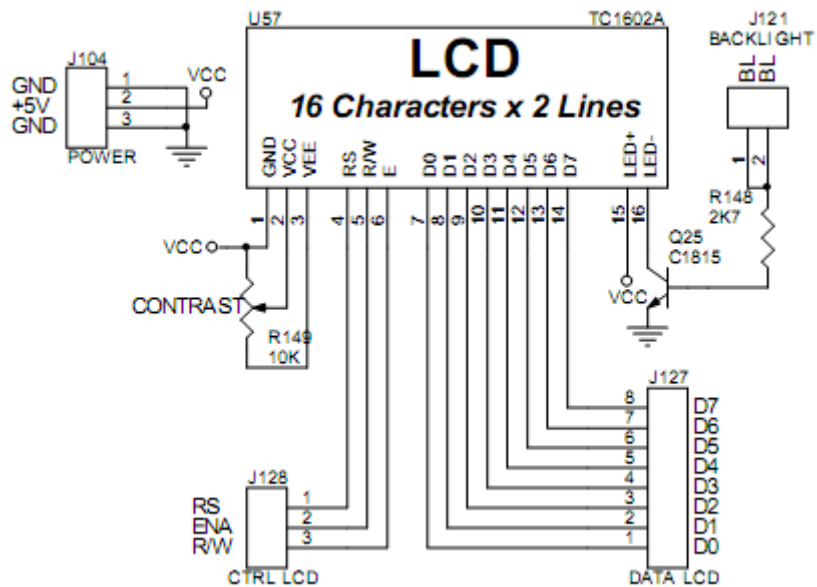 U57 TC1602A
LCD
16 Characters x 2 Lines
GND VCC VEE RS R/W E D0 D1 D2 D3 D4 D5 D6 D7 LED+ LED-
1 2 3 4 5 6 7 8 9 10 11 12 13 14 15 16
J104
GND 1
+5V 2
GND 3
POWER
VCC
J121
BACKLIGHT
BL BL
1 2
R148
2K7
Q25
C1815
VCC
VCC
CONTRAST
R149
10K
J128
RS 1
ENA 2
R/W 3
CTRL LCD
J127
8 D7
7 D6
6 D5
5 D4
4 D3
3 D2
2 D1
1 D0
DATA LCD